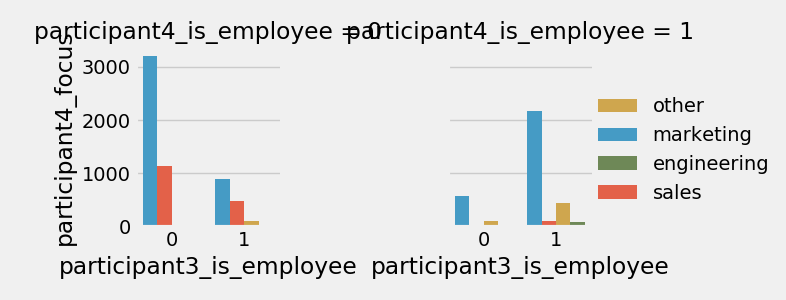 participant4_is_employee = 0
participant4_is_employee = 1
participant4_focus
3000
2000
1000
0
0 1
0 1
participant3_is_employee
participant3_is_employee
other
marketing
engineering
sales